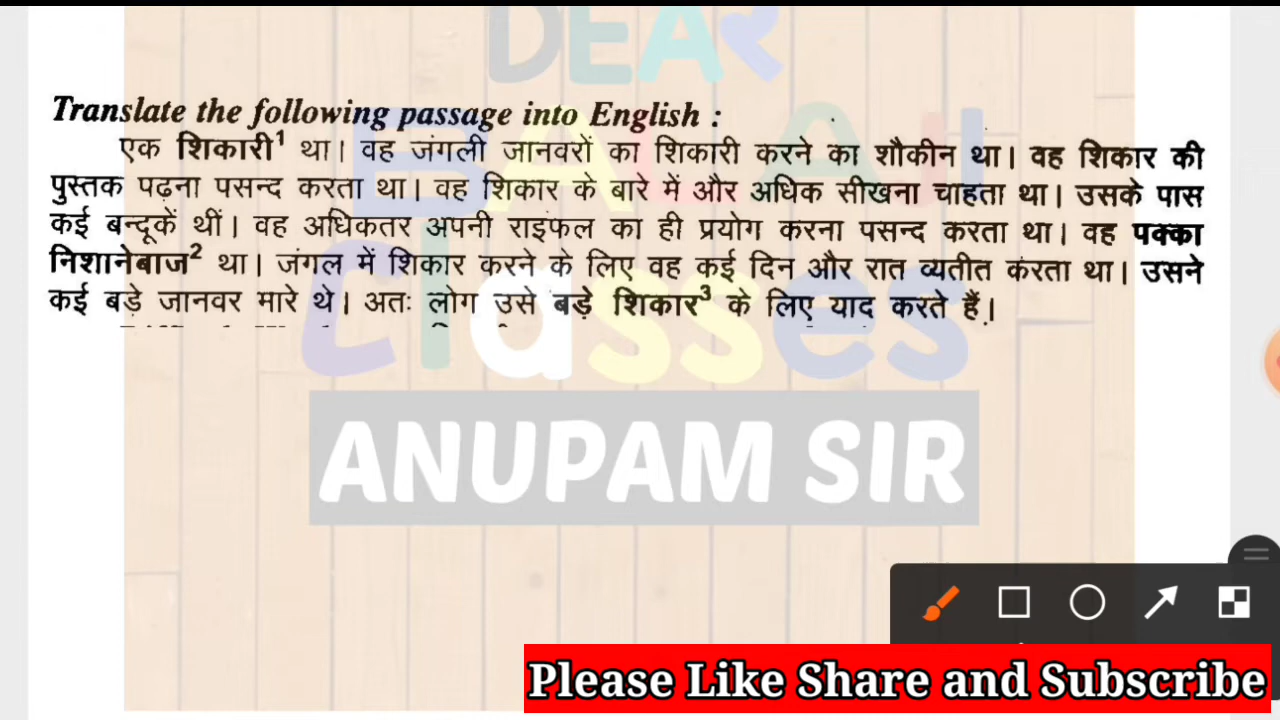 DEAR
Translate the following passage into English :
एक शिकारी¹ था। वह जंगली जानवरों का शिकारी करने का शौकीन था। वह शिकार की
पुस्तक पढ़ना पसन्द करता था। वह शिकार के बारे में और अधिक सीखना चाहता था। उसके पास
कई बन्दूकें थीं। वह अधिकतर अपनी राइफल का ही प्रयोग करना पसन्द करता था। वह पक्का
निशानेबाज² था। जंगल में शिकार करने के लिए वह कई दिन और रात व्यतीत करता था। उसने
कई बड़े जानवर मारे थे। अतः लोग उसे बड़े शिकार³ के लिए याद करते हैं।
BALAJI
Classes
ANUPAM SIR
Please Like Share and Subscribe